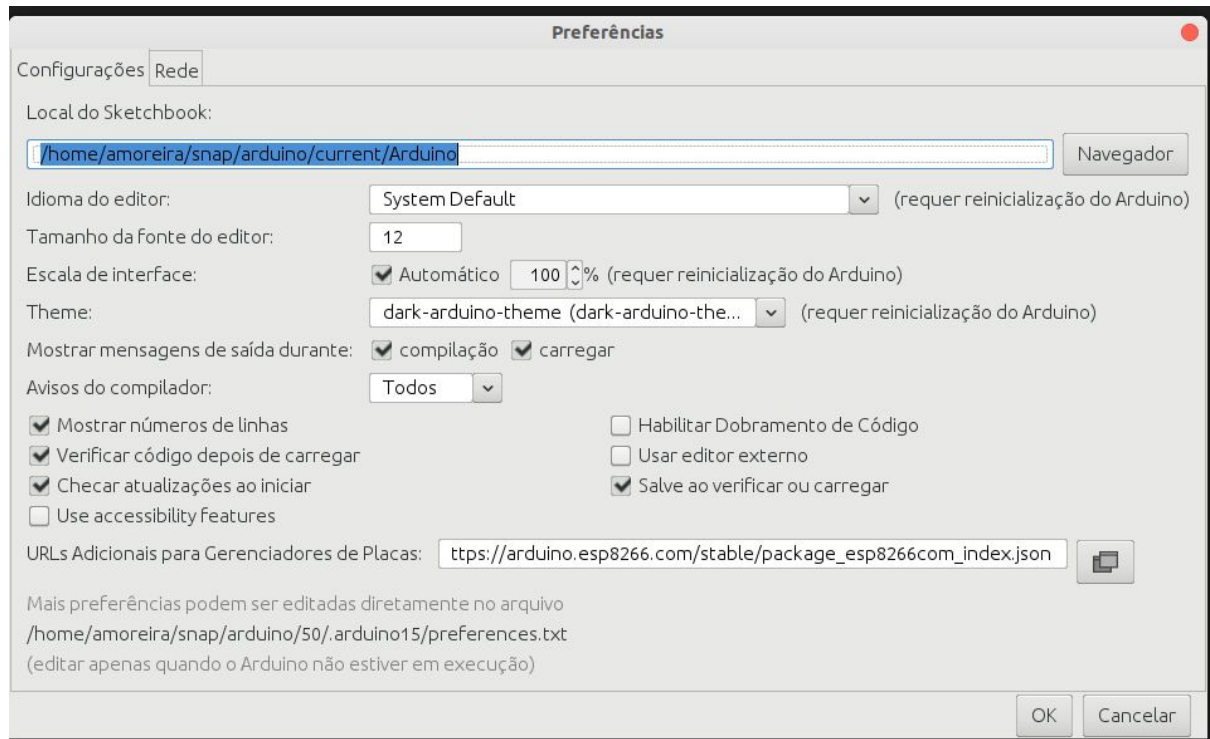 Preferências
Configurações Rede
Local do Sketchbook:
/home/amoreira/snap/arduino/current/Arduino Navegador
Idioma do editor: System Default (requer reinicialização do Arduino)
Tamanho da fonte do editor: 12
Escala de interface: Automático 100 % (requer reinicialização do Arduino)
Theme: dark-arduino-theme (dark-arduino-the... (requer reinicialização do Arduino)
Mostrar mensagens de saída durante: compilação carregar
Avisos do compilador: Todos
Mostrar números de linhas Habilitar Dobramento de Código
Verificar código depois de carregar Usar editor externo
Checar atualizações ao iniciar Salve ao verificar ou carregar
Use accessibility features
URLs Adicionais para Gerenciadores de Placas: ttps://arduino.esp8266.com/stable/package_esp8266com_index.json
Mais preferências podem ser editadas diretamente no arquivo
/home/amoreira/snap/arduino/50/.arduino15/preferences.txt
(editar apenas quando o Arduino não estiver em execução)
OK Cancelar